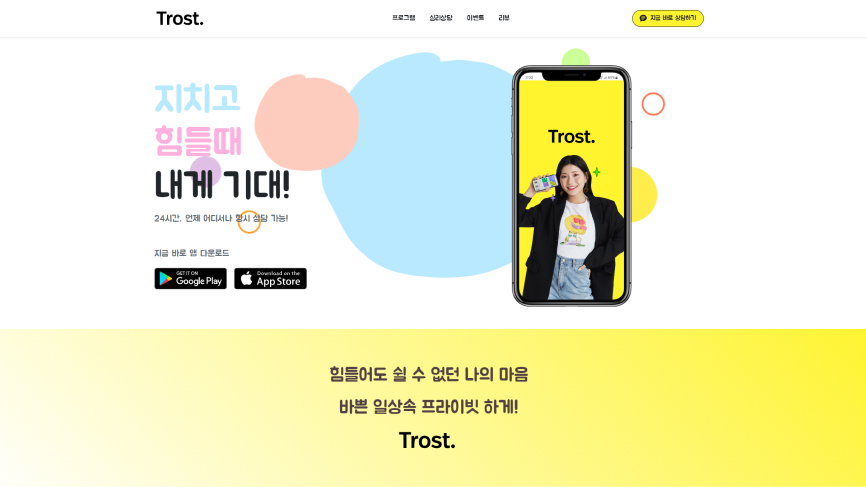 Trost.
프로그램 심리상담 이벤트 리뷰
지금 바로 상담하기
지치고
힘들때
내게 기대!
24시간, 언제 어디서나 항시 상담 가능!
지금 바로 앱 다운로드
GET IT ON
Google Play
Download on the
App Store
Trost.
힘들어도 쉴 수 없던 나의 마음
바쁜 일상속 프라이빗 하게!
Trost.